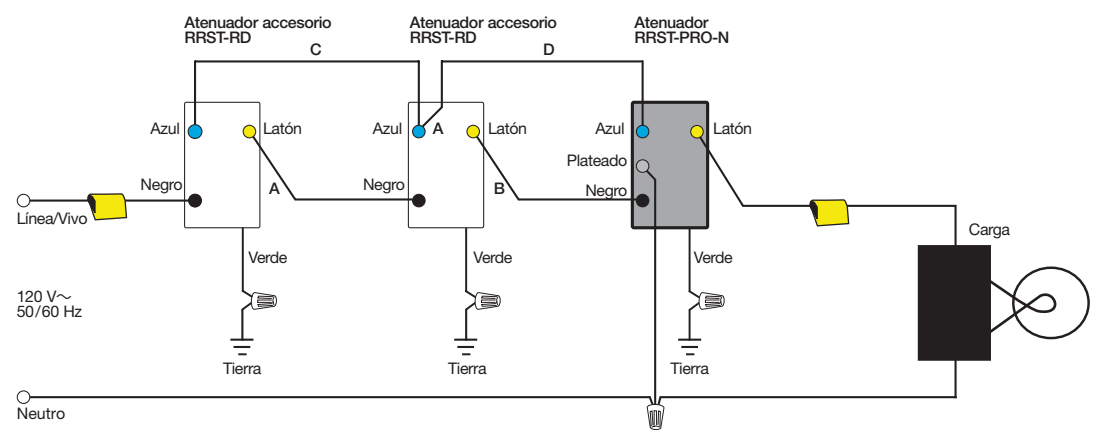 Atenuador accesorio
RRST-RD
Atenuador accesorio
RRST-RD
Atenuador
RRST-PRO-N
C
D
Azul
Latón
Azul
A
Latón
Azul
Latón
Plateado
Negro
A
Negro
B
Negro
Línea/Vivo
Carga
Verde
Verde
Verde
120 V~
50/60 Hz
Tierra
Tierra
Tierra
Neutro